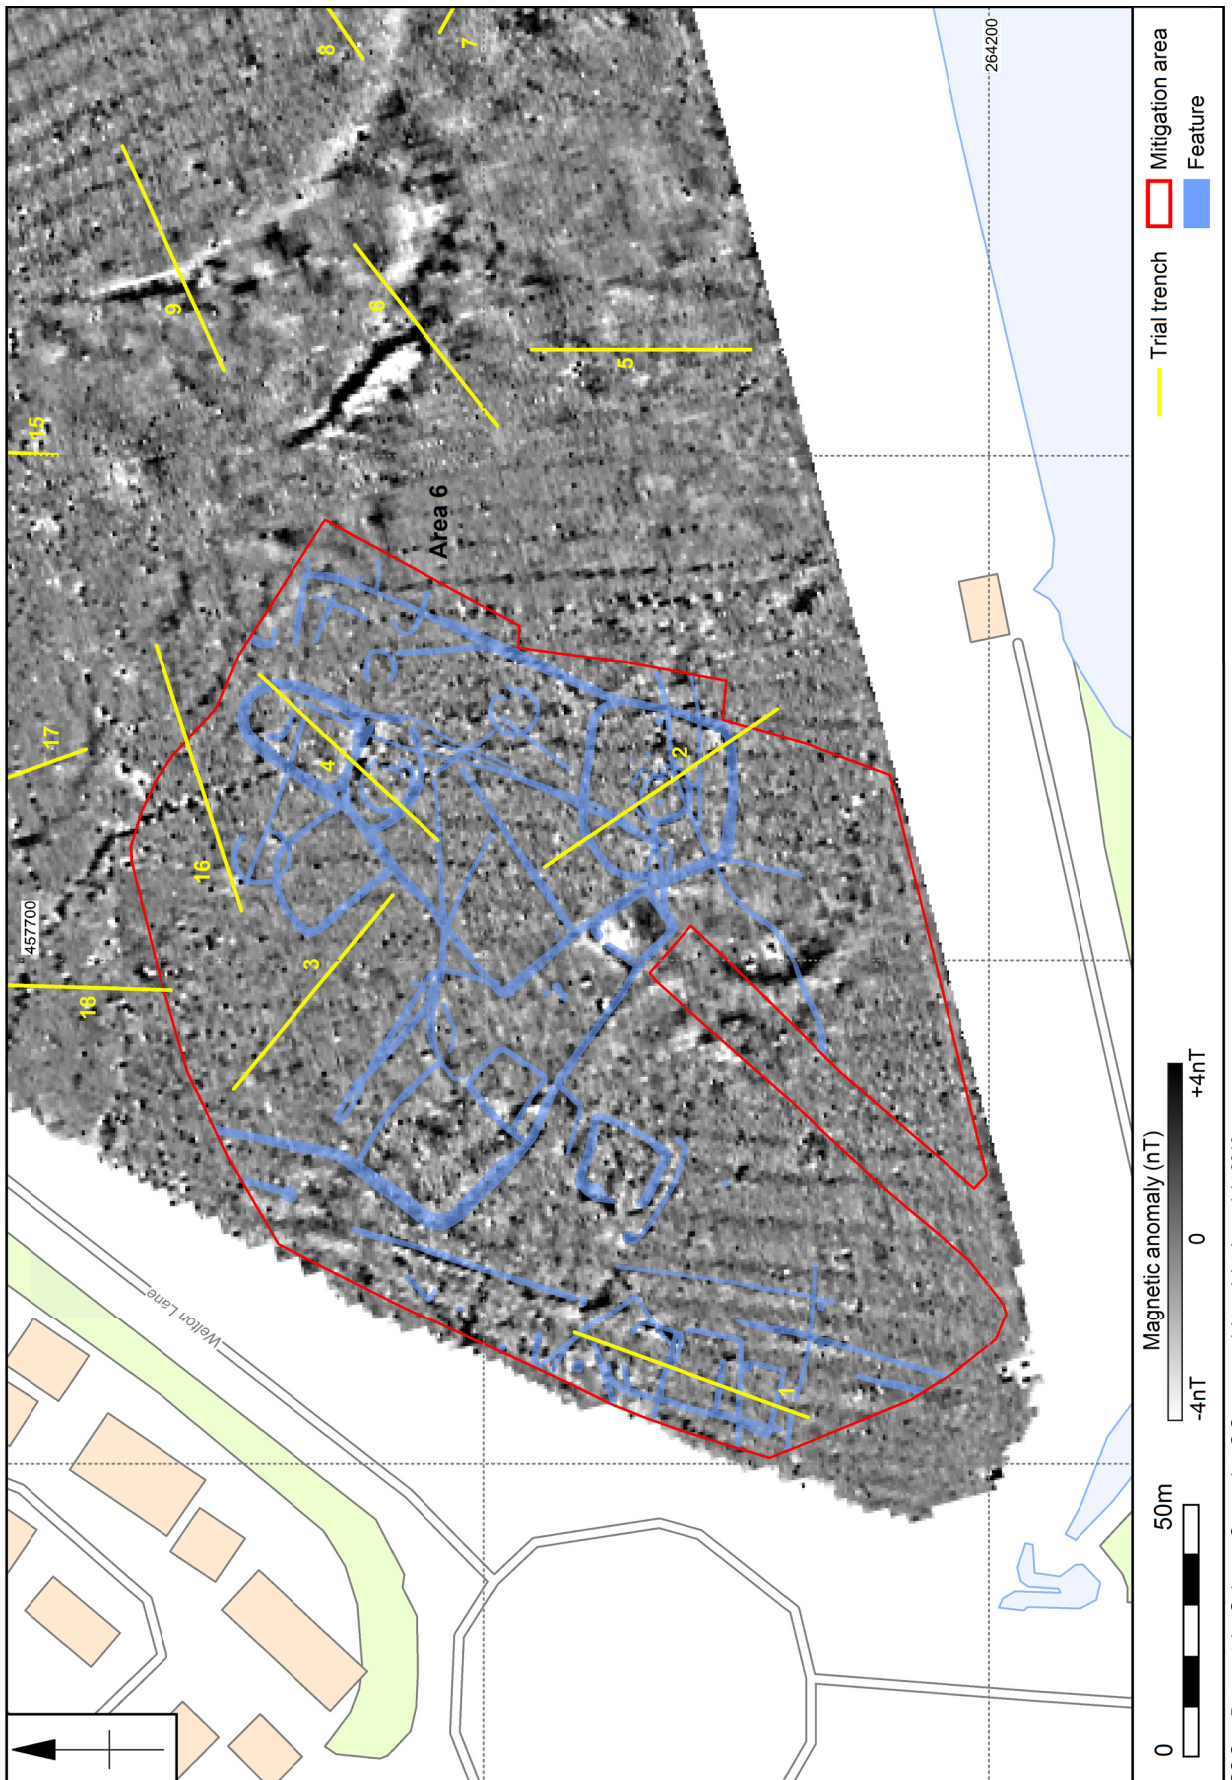 8
7
9
6
15
5
17
Area 6
4
2
16
3
18
1
457700
264200
Welton Lane
Trial trench
Mitigation area
Feature
Magnetic anomaly (nT)
-4nT
0
+4nT
0
50m